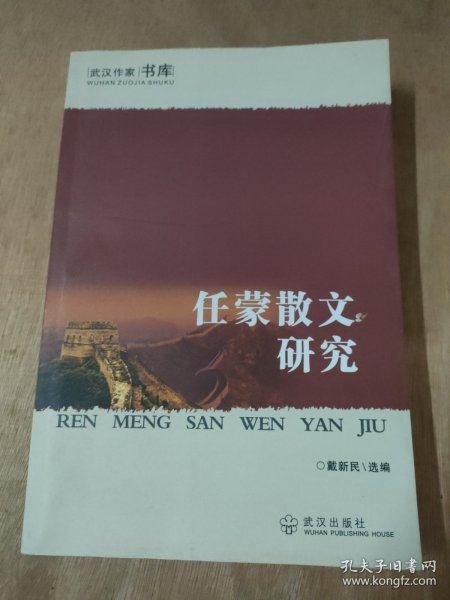 武汉作家 书库
WUHAN ZUOJIA SHUKU
任蒙散文
研究
REN MENG SAN WEN YAN JIU
戴新民\选编
武汉出版社
WUHAN PUBLISHING HOUSE
孔夫子旧书网
www.kongfz.com